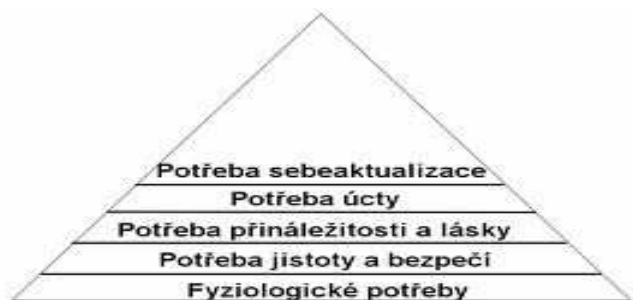 Potřeba sebeaktualizace
Potřeba úcty
Potřeba přináležitosti a lásky
Potřeba jistoty a bezpečí
Fyziologické potřeby